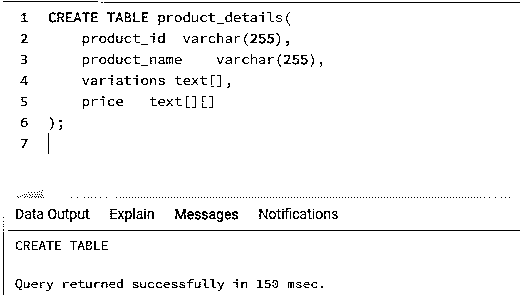 1 CREATE TABLE product_details(
2 product_id varchar(255),
3 product_name varchar(255),
4 variations text[],
5 price text[][]
6 );
7
Data Output Explain Messages Notifications
CREATE TABLE
Query returned successfully in 150 msec.